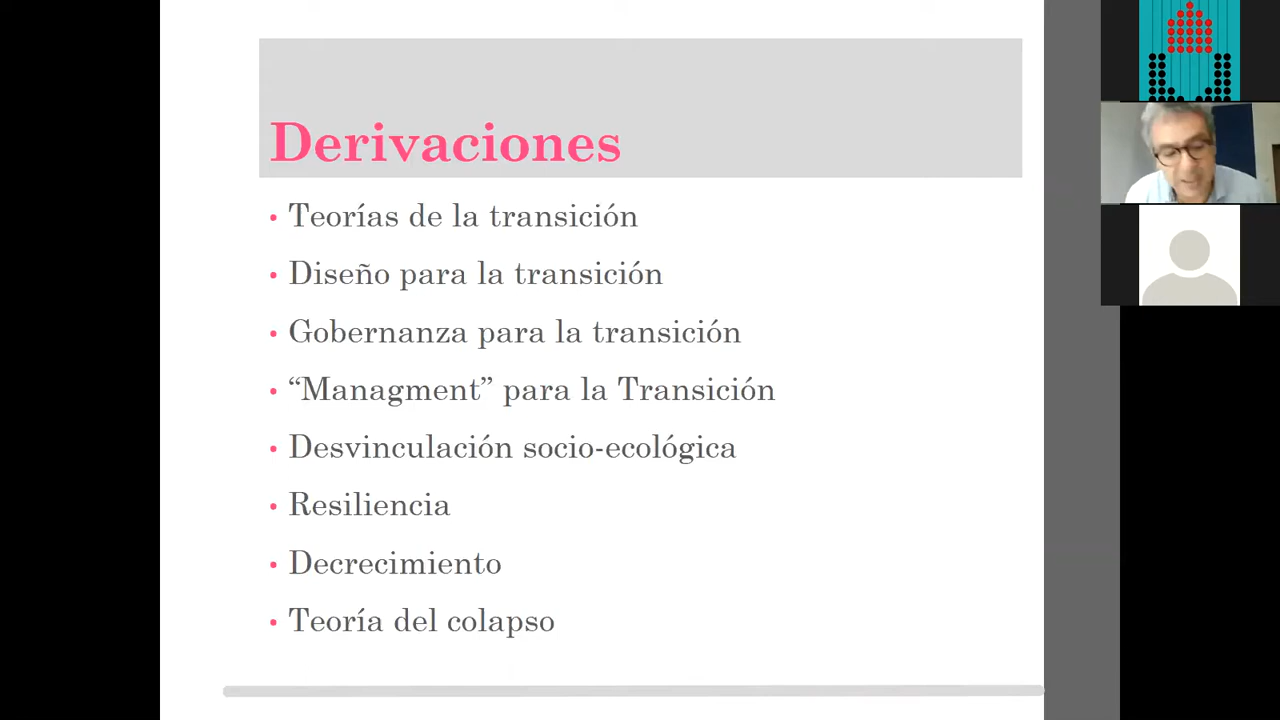 Derivaciones
• Teorías de la transición
• Diseño para la transición
• Gobernanza para la transición
• “Managment” para la Transición
• Desvinculación socio-ecológica
• Resiliencia
• Decrecimiento
• Teoría del colapso